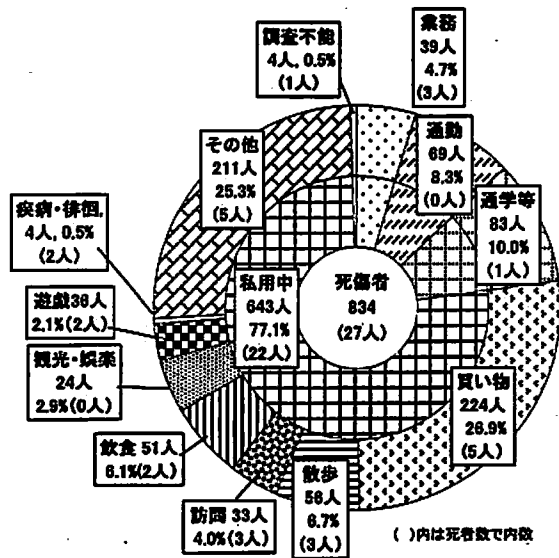 調査不能
4人, 0.5%
(1人)
業務
39人
4.7%
(3人)
通勤
69人
8.3%
(0人)
通学等
83人
10.0%
(1人)
その他
211人
25.3%
(5人)
疾病・徘徊,
4人, 0.5%
(2人)
遊戯36人
2.1%(2人)
観光・娯楽
24人
2.9%(0人)
私用中
643人
77.1%
(22人)
死傷者
834
(27人)
買い物
224人
26.9%
(5人)
飲食 51人
6.1%(2人)
訪問 33人
4.0%(3人)
散歩
56人
6.7%
(3人)
( )内は死者数で内数